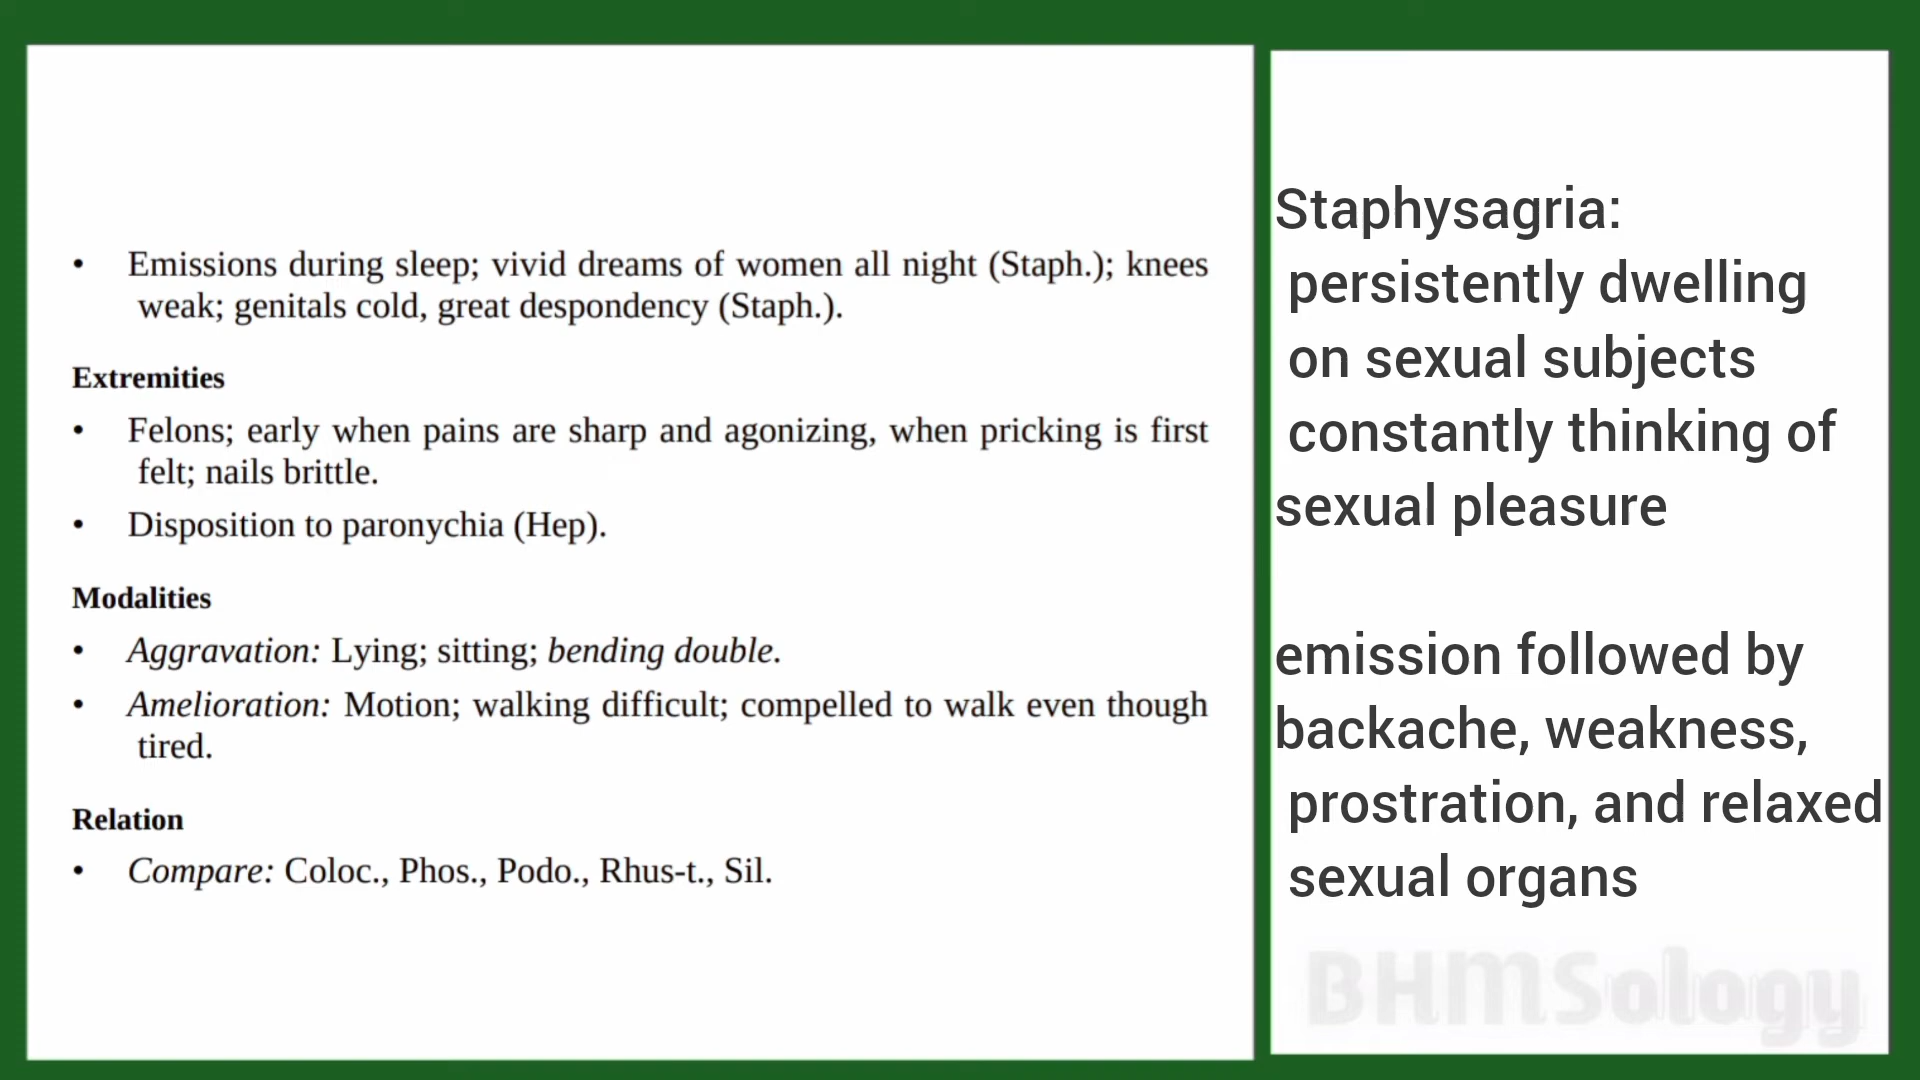 • Emissions during sleep; vivid dreams of women all night (Staph.); knees
weak; genitals cold, great despondency (Staph.).
Extremities
• Felons; early when pains are sharp and agonizing, when pricking is first
felt; nails brittle.
• Disposition to paronychia (Hep).
Modalities
• Aggravation: Lying; sitting; bending double.
• Amelioration: Motion; walking difficult; compelled to walk even though
tired.
Relation
• Compare: Coloc., Phos., Podo., Rhus-t., Sil.
Staphysagria:
persistently dwelling
on sexual subjects
constantly thinking of
sexual pleasure
emission followed by
backache, weakness,
prostration, and relaxed
sexual organs
BHMSology